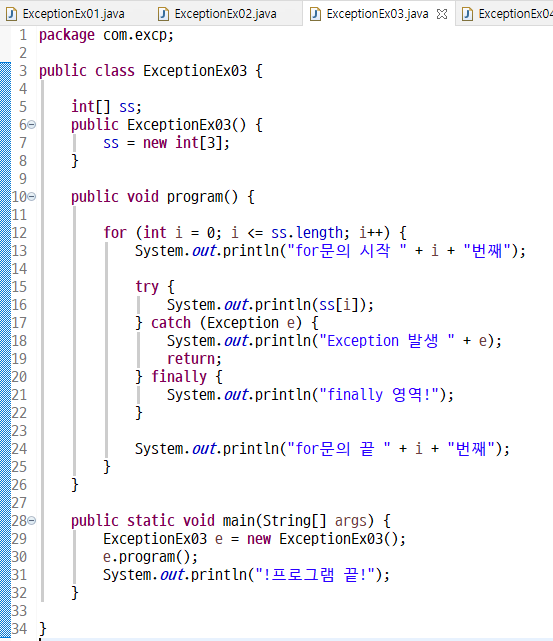 ExceptionEx01.java ExceptionEx02.java ExceptionEx03.java ExceptionEx04
1 package com.excp;
2
3 public class ExceptionEx03 {
4
5     int[] ss;
6     public ExceptionEx03() {
7         ss = new int[3];
8     }
9
10     public void program() {
11
12         for (int i = 0; i <= ss.length; i++) {
13             System.out.println("for문의 시작 " + i + "번째");
14
15             try {
16                 System.out.println(ss[i]);
17             } catch (Exception e) {
18                 System.out.println("Exception 발생 " + e);
19                 return;
20             } finally {
21                 System.out.println("finally 영역!");
22             }
23
24             System.out.println("for문의 끝 " + i + "번째");
25         }
26     }
27
28     public static void main(String[] args) {
29         ExceptionEx03 e = new ExceptionEx03();
30         e.program();
31         System.out.println("!프로그램 끝!");
32     }
33
34 }